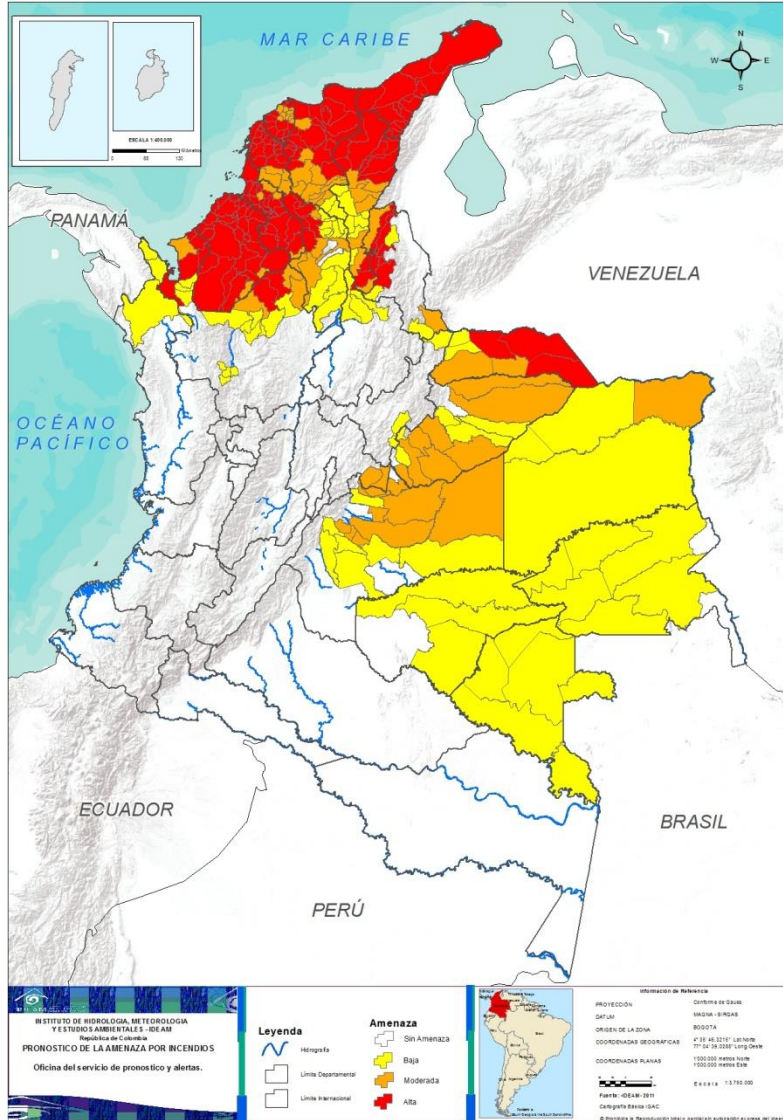 MAR CARIBE
N
W
E
S
ESCALA 1:400.000
PANAMÁ
VENEZUELA
OCÉANO
PACÍFICO
ECUADOR
BRASIL
PERÚ
INSTITUTO DE HIDROLOGIA, METEOROLOGIA
Y ESTUDIOS AMBIENTALES - IDEAM
República de Colombia
PRONOSTICO DE LA AMENAZA POR INCENDIOS
Oficina del servicio de pronostico y alertas.
Leyenda
Hidrografía
Límite Departamental
Límite Internacional
Amenaza
Sin Amenaza
Baja
Moderada
Alta
Información de Referencia
PROYECCIÓN Conforme de Gauss
DATUM MAGNA - SIRGAS
ORIGEN DE LA ZONA BOGOTÁ
COORDENADAS GEOGRÁFICAS
COORDENADAS PLANAS 1'000.000 metros Norte
1'000.000 metros Este
Escara 1:3.750.000
Fuente: ©IDEAM- 2011
Cartografía Básica IGAC